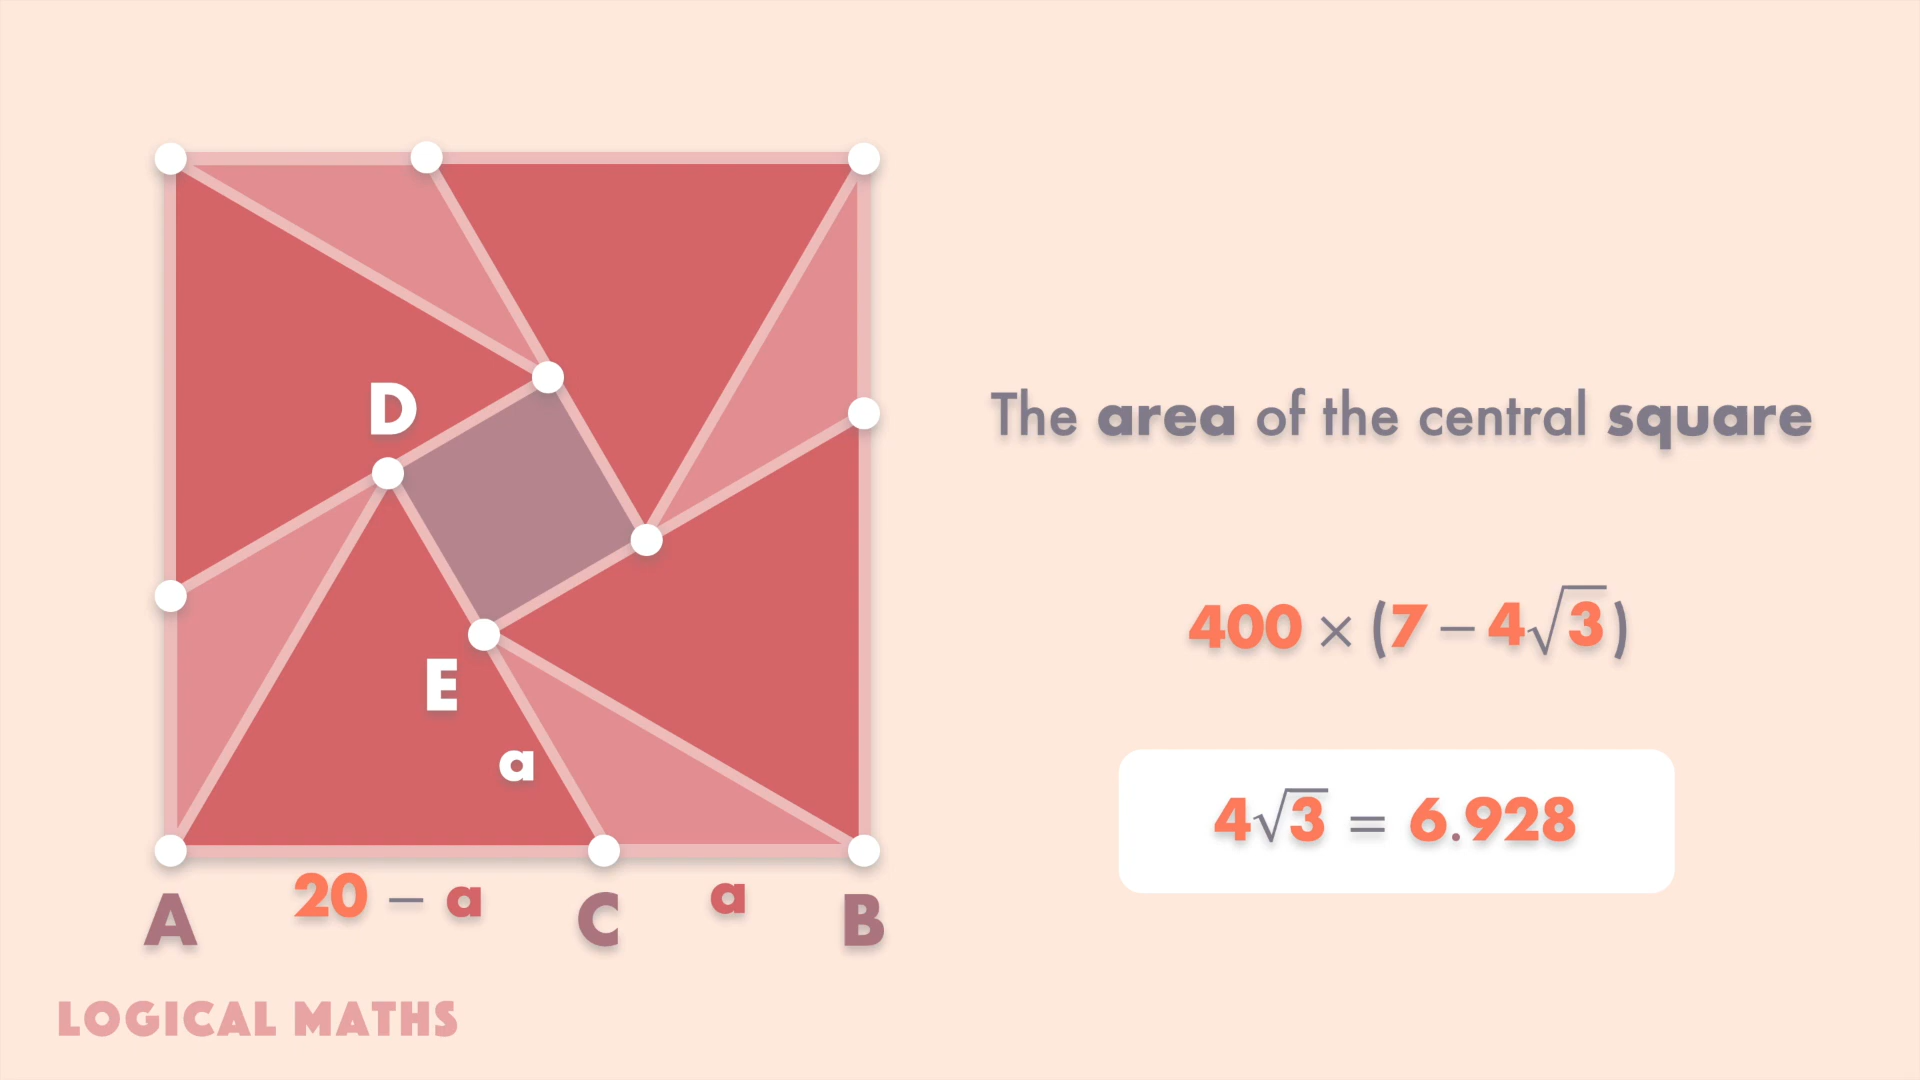 D
The area of the central square
E
400 × (7 − 4√3)
a
4√3 = 6.928
A 20 − a C a B
LOGICAL MATHS